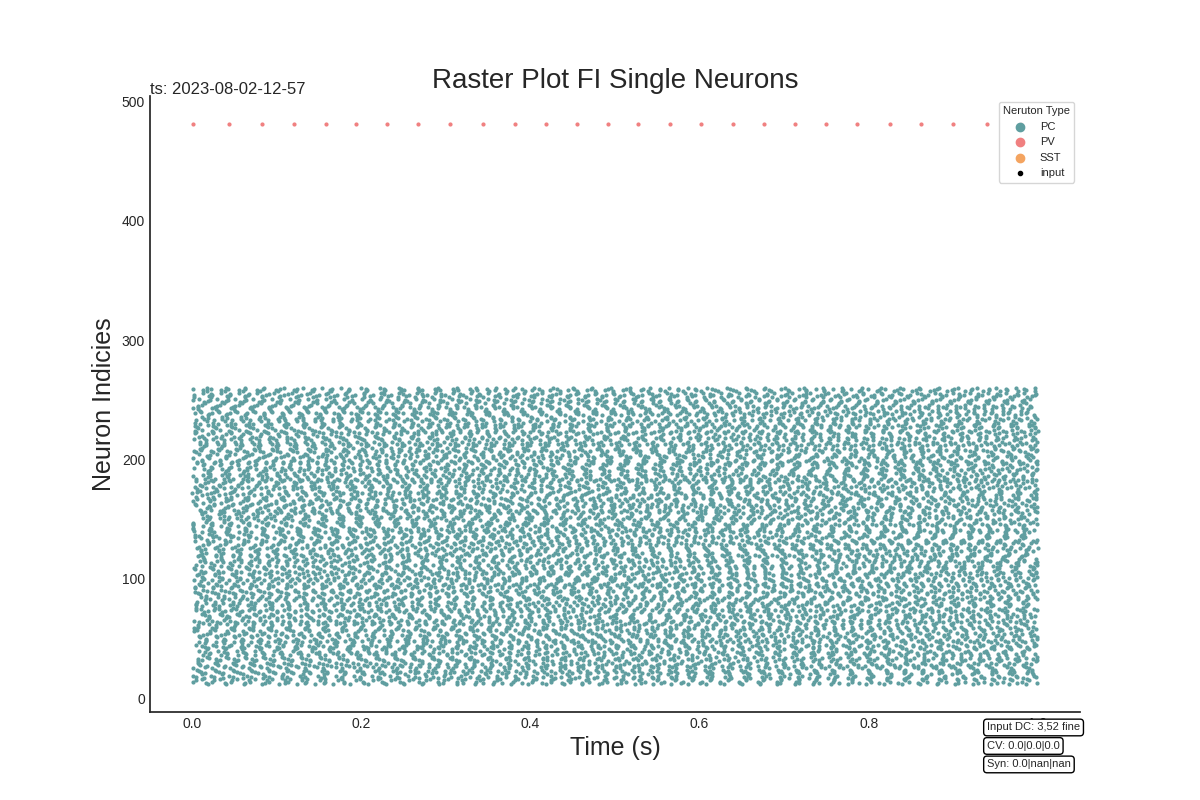 Raster Plot FI Single Neurons
ts: 2023-08-02-12-57
500
400
300
200
100
0
Neuron Indicies
Neruton Type
PC
PV
SST
input
0.0
0.2
0.4
0.6
0.8
Time (s)
Input DC: 3,52 fine
CV: 0.0|0.0|0.0
Syn: 0.0|nan|nan